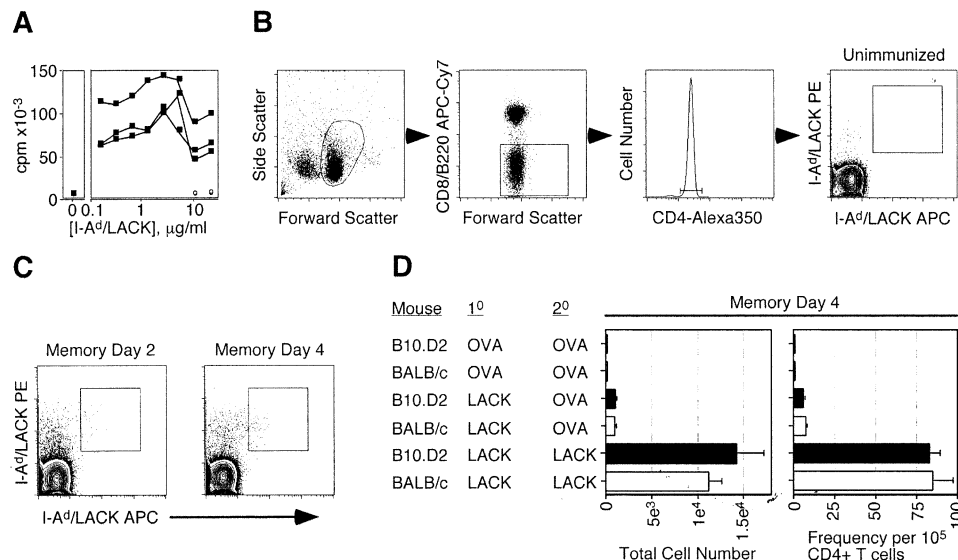 A
cpm x10-3
150
100
50
0
0
0.1
1
10
[I-Ad/LACK], µg/ml
B
Side Scatter
Forward Scatter
CD8/B220 APC-Cy7
Forward Scatter
Cell Number
CD4-Alexa350
Unimmunized
I-Ad/LACK PE
I-Ad/LACK APC
C
Memory Day 2
Memory Day 4
I-Ad/LACK PE
I-Ad/LACK APC
D
Memory Day 4
Mouse 10 20
B10.D2 OVA OVA
BALB/c OVA OVA
B10.D2 LACK OVA
BALB/c LACK OVA
B10.D2 LACK LACK
BALB/c LACK LACK
0 5e3 1e4 1.5e4
Total Cell Number
0 25 50 75 100
Frequency per 105
CD4+ T cells